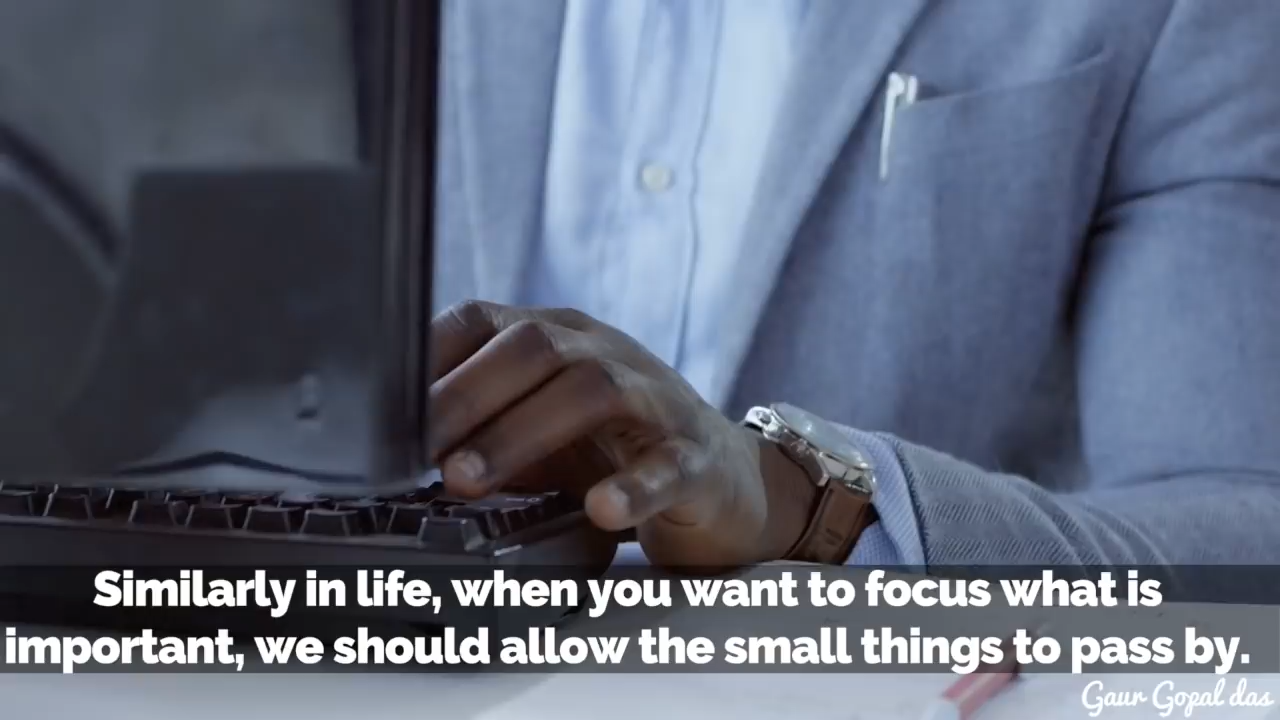 Similarly in life, when you want to focus what is
important, we should allow the small things to pass by.
Gaur Gopal das